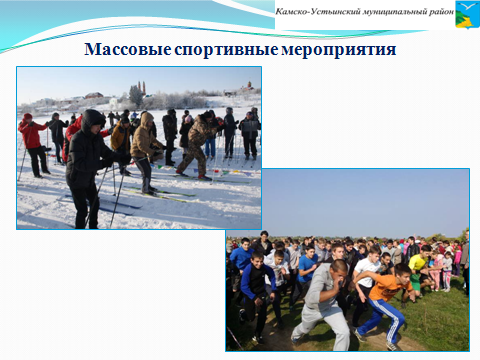 Камско-Устьинский муниципальный район
Массовые спортивные мероприятия